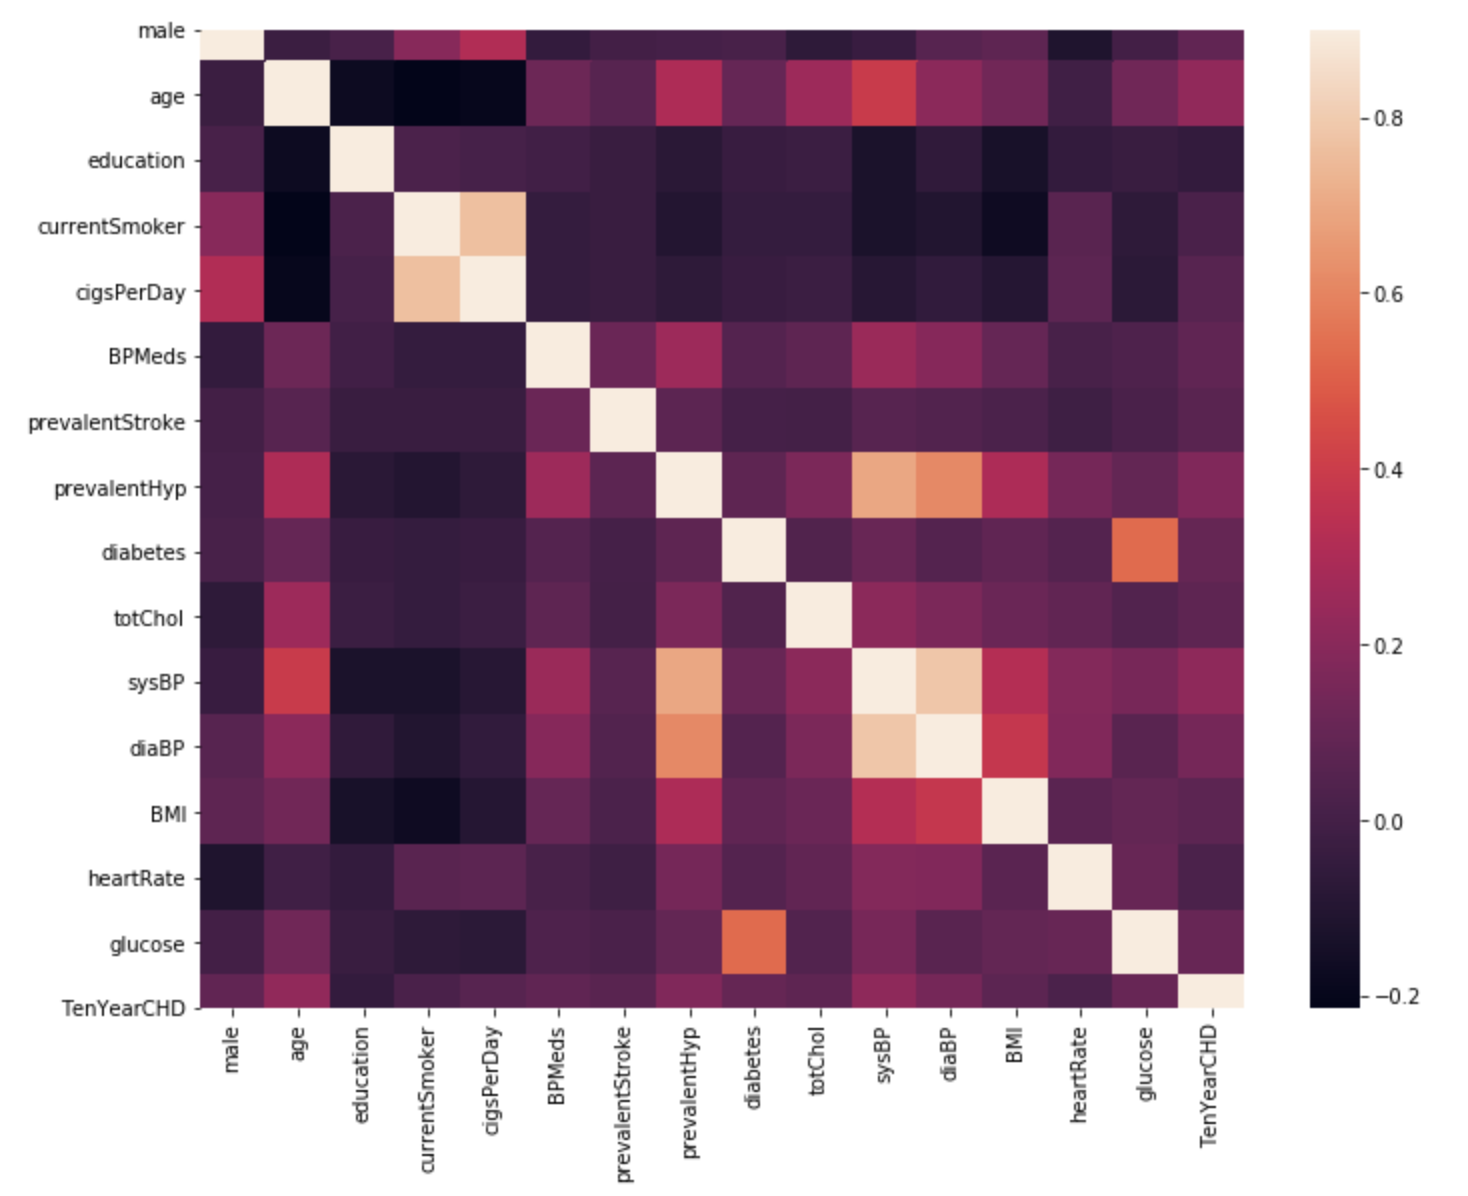 male
age
education
currentSmoker
cigsPerDay
BPMeds
prevalentStroke
prevalentHyp
diabetes
totChol
sysBP
diaBP
BMI
heartRate
glucose
TenYearCHD
male
age
education
currentSmoker
cigsPerDay
BPMeds
prevalentStroke
prevalentHyp
diabetes
totChol
sysBP
diaBP
BMI
heartRate
glucose
TenYearCHD
0.8
0.6
0.4
0.2
0.0
−0.2